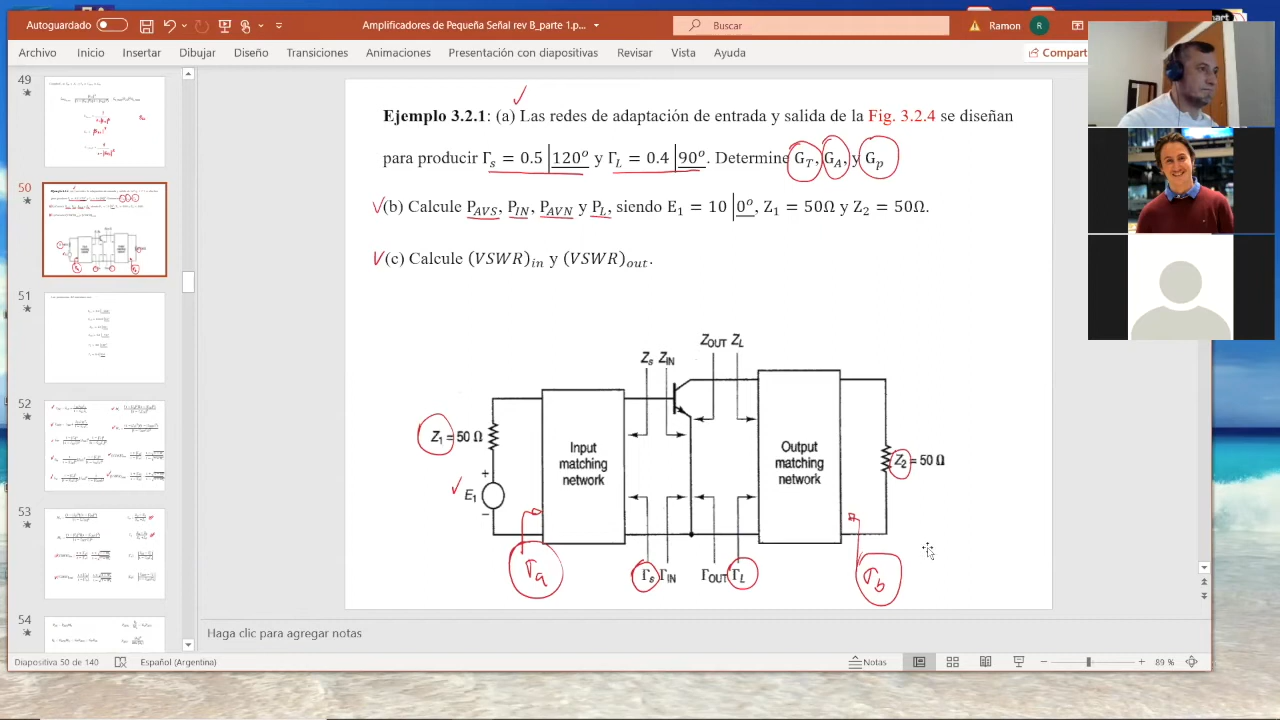 Autoguardado
Amplificadores de Pequeña Señal rev B_parte 1.p...
Buscar
Ramon
R
Archivo Inicio Insertar Dibujar Diseño Transiciones Animaciones Presentación con diapositivas Revisar Vista Ayuda
Compart
49
50
51
52
53
54
Ejemplo 3.2.1: (a) Las redes de adaptación de entrada y salida de la Fig. 3.2.4 se diseñan
para producir Γs = 0.5 |120° y ΓL = 0.4 |90°. Determine GT, GA, y Gp
(b) Calcule PAVS, PIN, PAVN y PL, siendo E1 = 10 |0°, Z1 = 50Ω y Z2 = 50Ω.
(c) Calcule (VSWR)in y (VSWR)out.
ZOUT ZL
Zs ZIN
Z1 = 50 Ω
Input
matching
network
Output
matching
network
Z2 = 50 Ω
+
E1
−
Γa
Γs ΓIN
ΓOUT ΓL
Γb
Haga clic para agregar notas
Diapositiva 50 de 140
Español (Argentina)
Notas
89 %